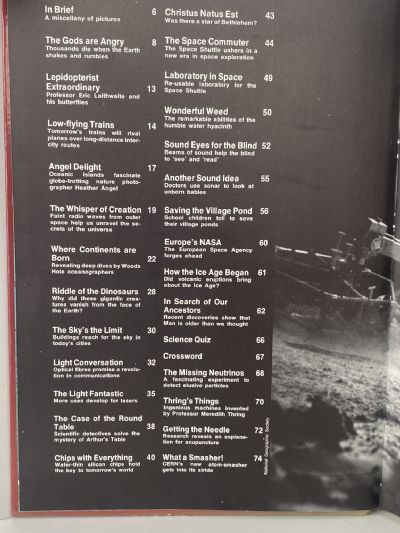 In Brief 6
A miscellany of pictures
The Gods are Angry 8
Thousands die when the Earth
shakes and rumbles
Lepidopterist
Extraordinary 13
Professor Eric Laithwaite and
his butterflies
Low-flying Trains 14
Tomorrow's trains will rival
planes over long-distance inter-
city routes
Angel Delight 17
Oceanic islands fascinate
globe-trotting nature photo-
grapher Heather Angel
The Whisper of Creation 19
Faint radio waves from outer
space help us unravel the se-
crets of the universe
Where Continents are
Born 22
Revealing deep dives by Woods
Hole oceanographers
Riddle of the Dinosaurs 28
Why did these gigantic crea-
tures vanish from the face of
the Earth?
The Sky's the Limit 30
Buildings reach for the sky in
today's cities
Light Conversation 32
Optical fibres promise a revolu-
tion in communications
The Light Fantastic 35
More uses develop for lasers
The Case of the Round
Table 38
Scientific detectives solve the
mystery of Arthur's Table
Chips with Everything 40
Water-thin silicon chips hold
the key to tomorrow's world
Christus Natus Est 43
Was there a star of Bethlehem?
The Space Commuter 44
The Space Shuttle ushers in a
new era in space exploration
Laboratory in Space 49
Re-usable laboratory for the
Space Shuttle
Wonderful Weed 50
The remarkable abilities of the
humble water hyacinth
Sound Eyes for the Blind 52
Beams of sound help the blind
to 'see' and 'read'
Another Sound Idea 55
Doctors use sonar to look at
unborn babies
Saving the Village Pond 56
School children toil to save
their village ponds
Europe's NASA 60
The European Space Agency
forges ahead
How the Ice Age Began 61
Did volcanic eruptions bring
about the Ice Age?
In Search of Our
Ancestors 62
Recent discoveries show that
Man is older than we thought
Science Quiz 66
Crossword 67
The Missing Neutrinos 68
A fascinating experiment to
detect elusive particles
Thring's Things 70
Ingenious machines invented
by Professor Meredith Thring
Getting the Needle 72
Research reveals an explana-
tion for acupuncture
What a Smasher! 74
CERN's new atom-smasher
gets into its stride
National Geographic Society